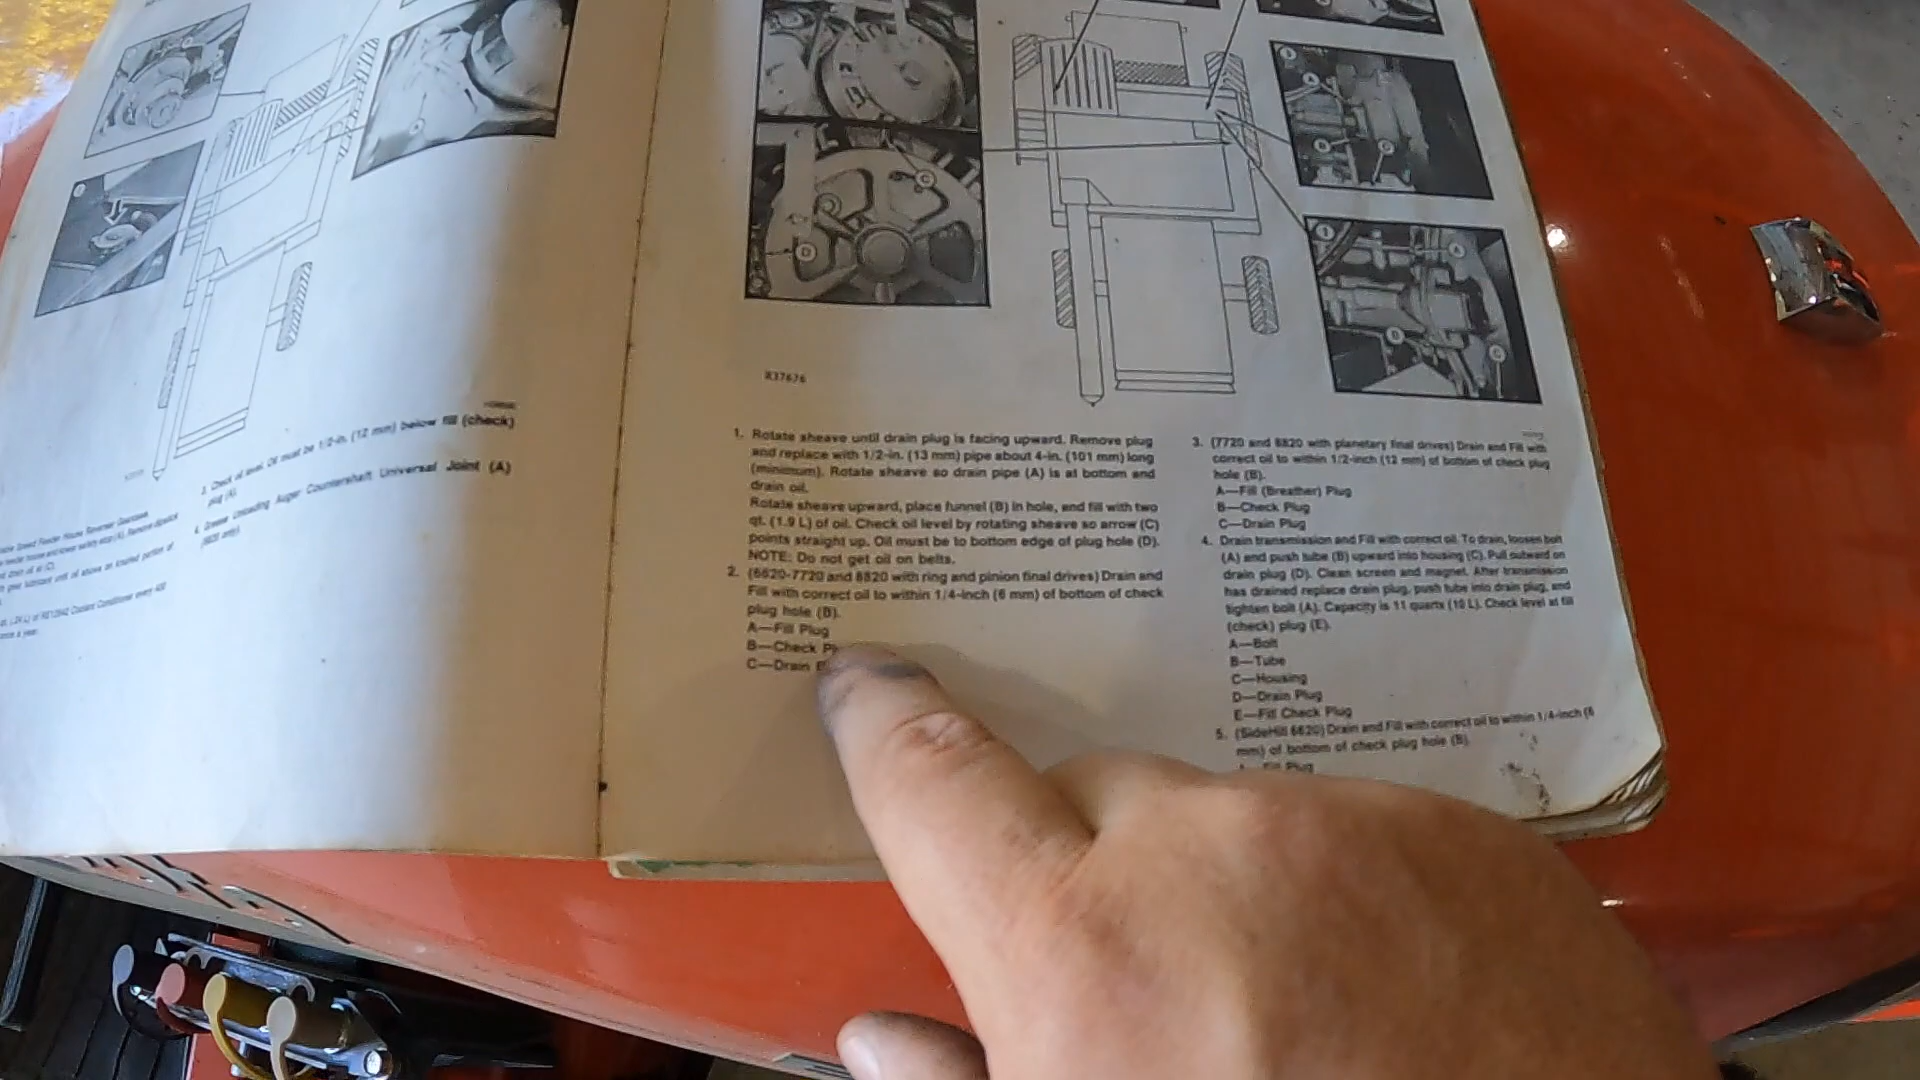 3. Check oil level. Oil must be 1/2-in. (12 mm) below fill (check)
plug (A).
4. Grease Unloading Auger Countershaft Universal Joint (A)
(8820 only).
R37676
1. Rotate sheave until drain plug is facing upward. Remove plug
and replace with 1/2-in. (13 mm) pipe about 4-in. (101 mm) long
(minimum). Rotate sheave so drain pipe (A) is at bottom and
drain oil.
Rotate sheave upward, place funnel (B) in hole, and fill with two
qt. (1.9 L) of oil. Check oil level by rotating sheave so arrow (C)
points straight up. Oil must be to bottom edge of plug hole (D).
NOTE: Do not get oil on belts.
2. (6620-7720 and 8820 with ring and pinion final drives) Drain and
Fill with correct oil to within 1/4-inch (6 mm) of bottom of check
plug hole (B).
A—Fill Plug
B—Check
C—Drain
3. (7720 and 8820 with planetary final drives) Drain and Fill with
correct oil to within 1/2-inch (12 mm) of bottom of check plug
hole (B).
A—Fill (Breather) Plug
B—Check Plug
C—Drain Plug
4. Drain transmission and Fill with correct oil. To drain, loosen bolt
(A) and push tube (B) upward into housing (C). Pull outward on
drain plug (D). Clean screen and magnet. After transmission
has drained replace drain plug, push tube into drain plug, and
tighten bolt (A). Capacity is 11 quarts (10 L). Check level at fill
(check) plug (E).
A—Bolt
B—Tube
C—Housing
D—Drain Plug
E—Fill Check Plug
5. (SideHill 6620) Drain and Fill with correct oil to within 1/4-inch (6
mm) of bottom of check plug hole (B).
Fill Plug